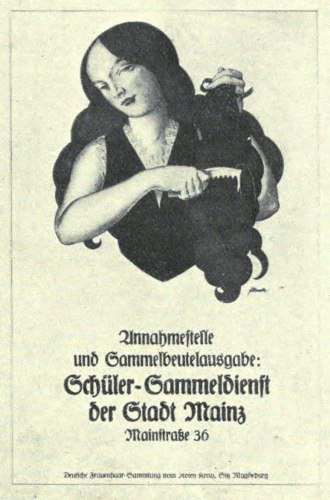 Annahmestelle
und Sammelbeutelausgabe:
Schüler-Sammeldienst
der Stadt Mainz
Mainstraße 36
Deutsche Frauenhaar-Sammlung vom Roten Kreuz, Sitz Magdeburg